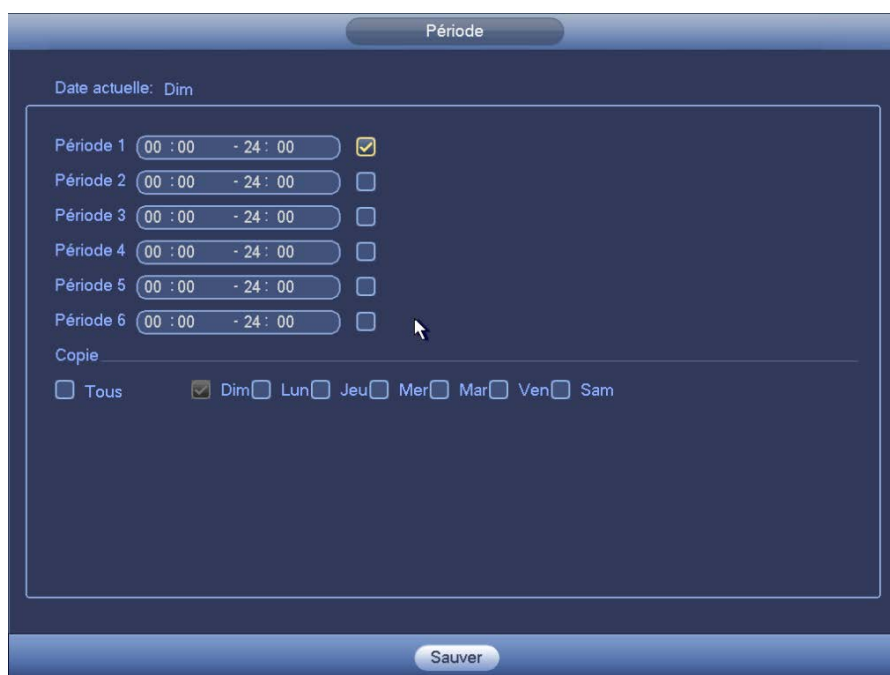 Période
Date actuelle: Dim
Période 1 00 :00 - 24 : 00
Période 2 00 :00 - 24 : 00
Période 3 00 :00 - 24 : 00
Période 4 00 :00 - 24 : 00
Période 5 00 :00 - 24 : 00
Période 6 00 :00 - 24 : 00
Copie
Tous Dim Lun Jeu Mer Mar Ven Sam
Sauver